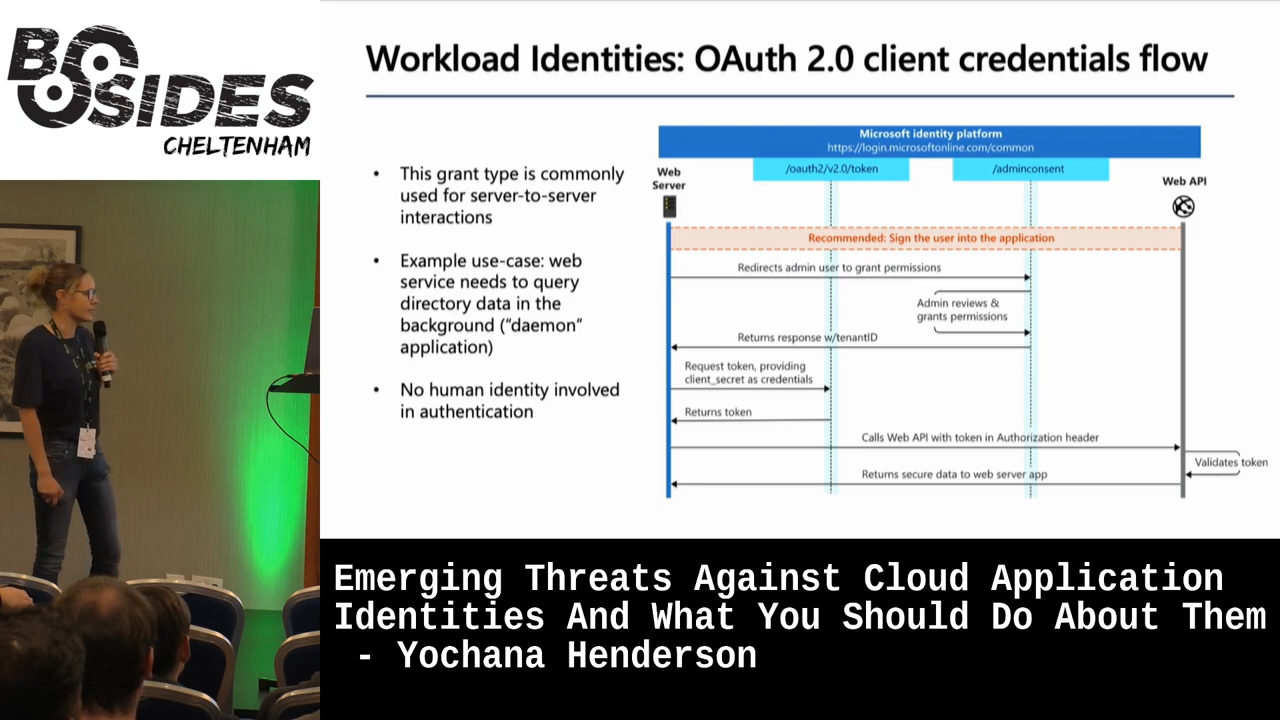 BSIDES
CHELTENHAM
Workload Identities: OAuth 2.0 client credentials flow
• This grant type is commonly
used for server-to-server
interactions
• Example use-case: web
service needs to query
directory data in the
background ("daemon"
application)
• No human identity involved
in authentication
Microsoft identity platform
https://login.microsoftonline.com/common
/oauth2/v2.0/token
/adminconsent
Web
Server
Web API
Recommended: Sign the user into the application
Redirects admin user to grant permissions
Admin reviews &
grants permissions
Returns response w/tenantID
Request token, providing
client_secret as credentials
Returns token
Calls Web API with token in Authorization header
Validates token
Returns secure data to web server app
Emerging Threats Against Cloud Application
Identities And What You Should Do About Them
- Yochana Henderson